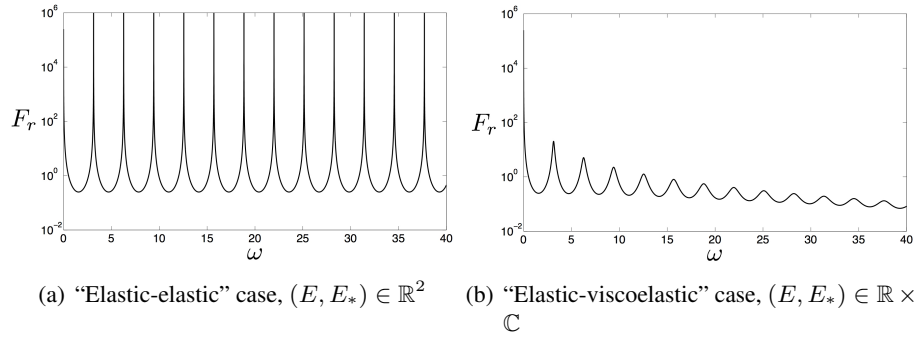 10^6
10^4
F_r
10^2
10^0
10^{-2}
0 5 10 15 20 25 30 35 40
ω
10^6
10^4
F_r
10^2
10^0
10^{-2}
0 5 10 15 20 25 30 35 40
ω
(a) “Elastic-elastic” case, (E, E_*) ∈ ℝ^2
(b) “Elastic-viscoelastic” case, (E, E_*) ∈ ℝ ×
ℂ